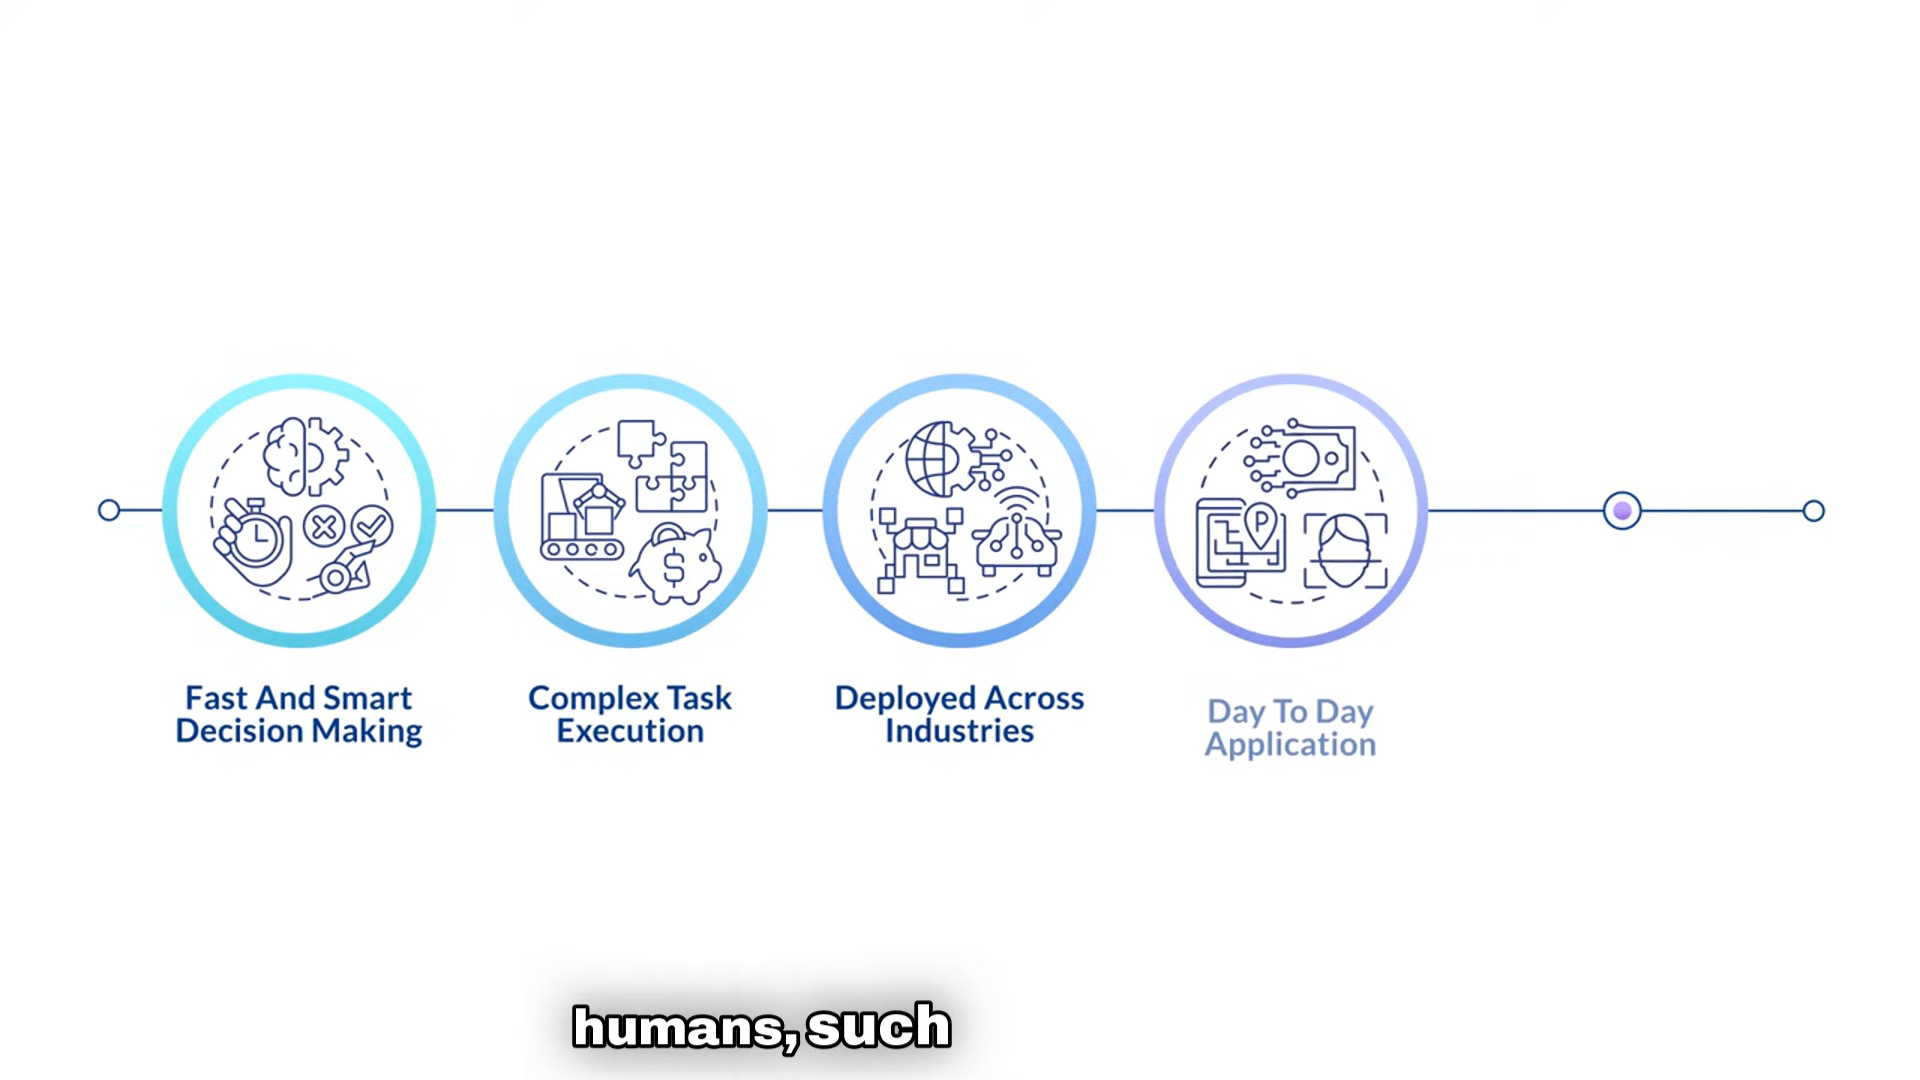 Fast And Smart
Decision Making
Complex Task
Execution
Deployed Across
Industries
Day To Day
Application
P
$
humans, such